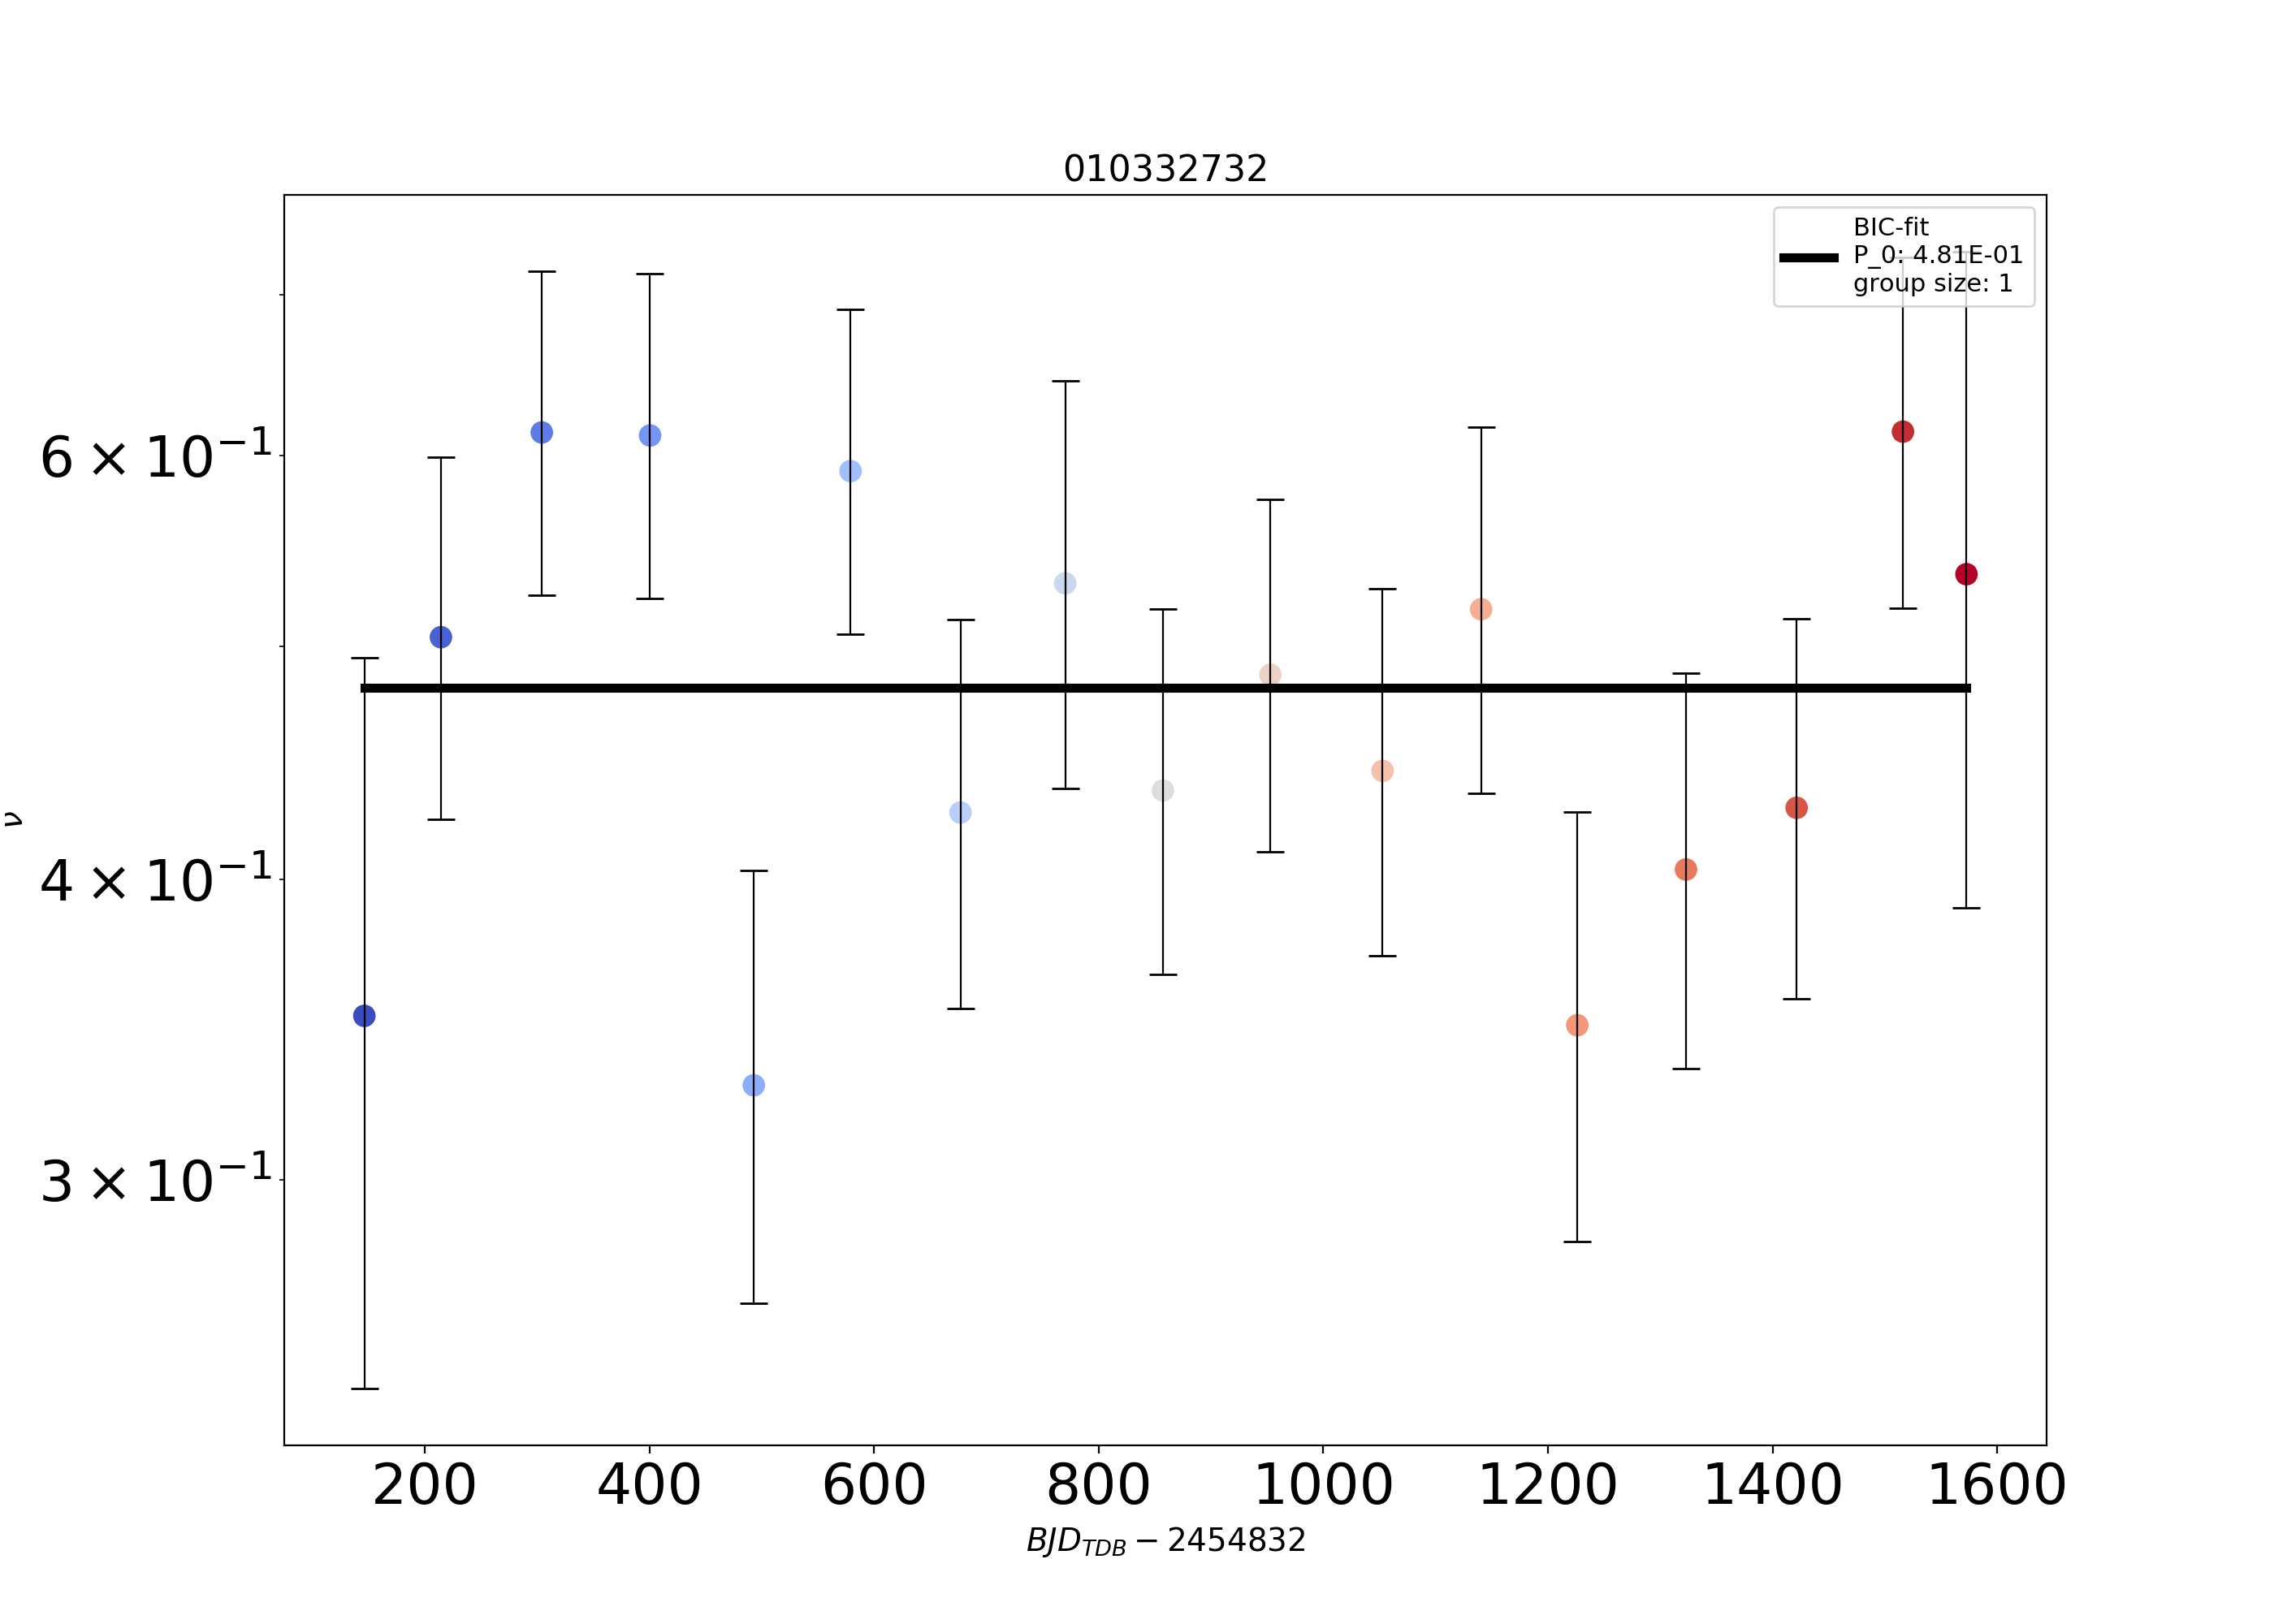 010332732
BIC-fit
P_0: 4.81E-01
group size: 1
6 × 10⁻¹
4 × 10⁻¹
3 × 10⁻¹
ν
200 400 600 800 1000 1200 1400 1600
BJD_TDB − 2454832